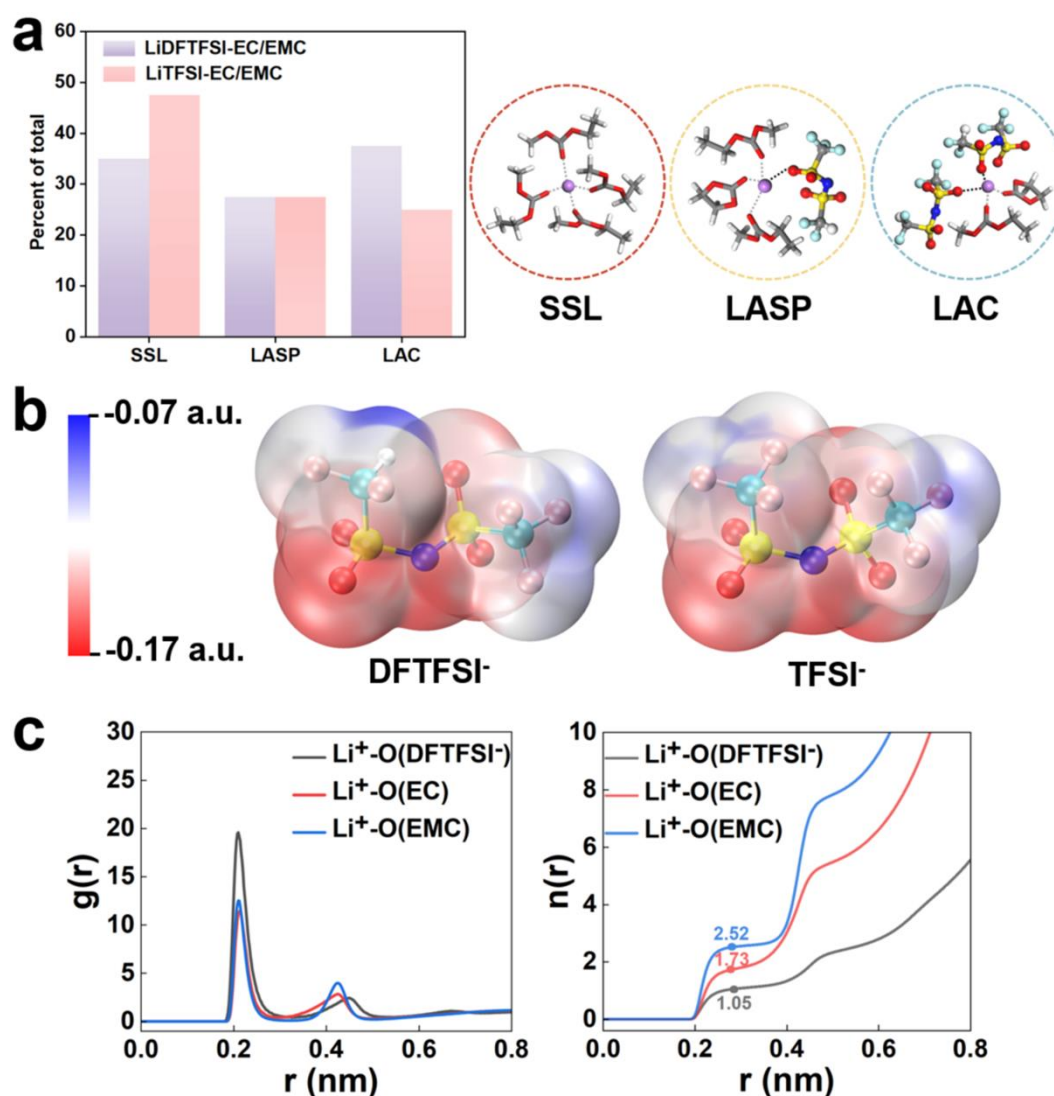 a
60
50
40
30
20
10
0
Percent of total
LiDFTFSI-EC/EMC
LiTFSI-EC/EMC
SSL LASP LAC
SSL LASP LAC
b
-0.07 a.u.
-0.17 a.u.
DFTFSI⁻ TFSI⁻
c
30
25
20
15
10
5
0
g(r)
Li⁺-O(DFTFSI⁻)
Li⁺-O(EC)
Li⁺-O(EMC)
0.0 0.2 0.4 0.6 0.8
r (nm)
10
8
6
4
2
0
n(r)
Li⁺-O(DFTFSI⁻)
Li⁺-O(EC)
Li⁺-O(EMC)
2.52
1.73
1.05
0.0 0.2 0.4 0.6 0.8
r (nm)